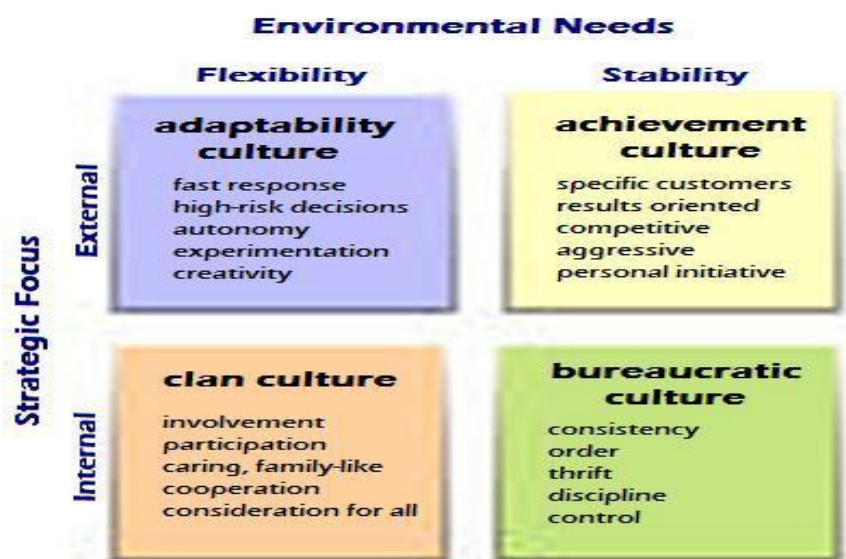 Environmental Needs
Flexibility
Stability
Strategic Focus
External
adaptability
culture
fast response
high-risk decisions
autonomy
experimentation
creativity
achievement
culture
specific customers
results oriented
competitive
aggressive
personal initiative
Internal
clan culture
involvement
participation
caring, family-like
cooperation
consideration for all
bureaucratic
culture
consistency
order
thrift
discipline
control